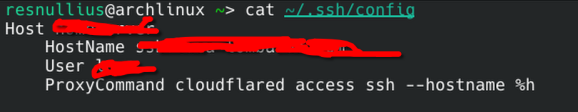 resnullius@archlinux ~> cat ~/.ssh/config
Host
HostName
User
ProxyCommand cloudflared access ssh --hostname %h